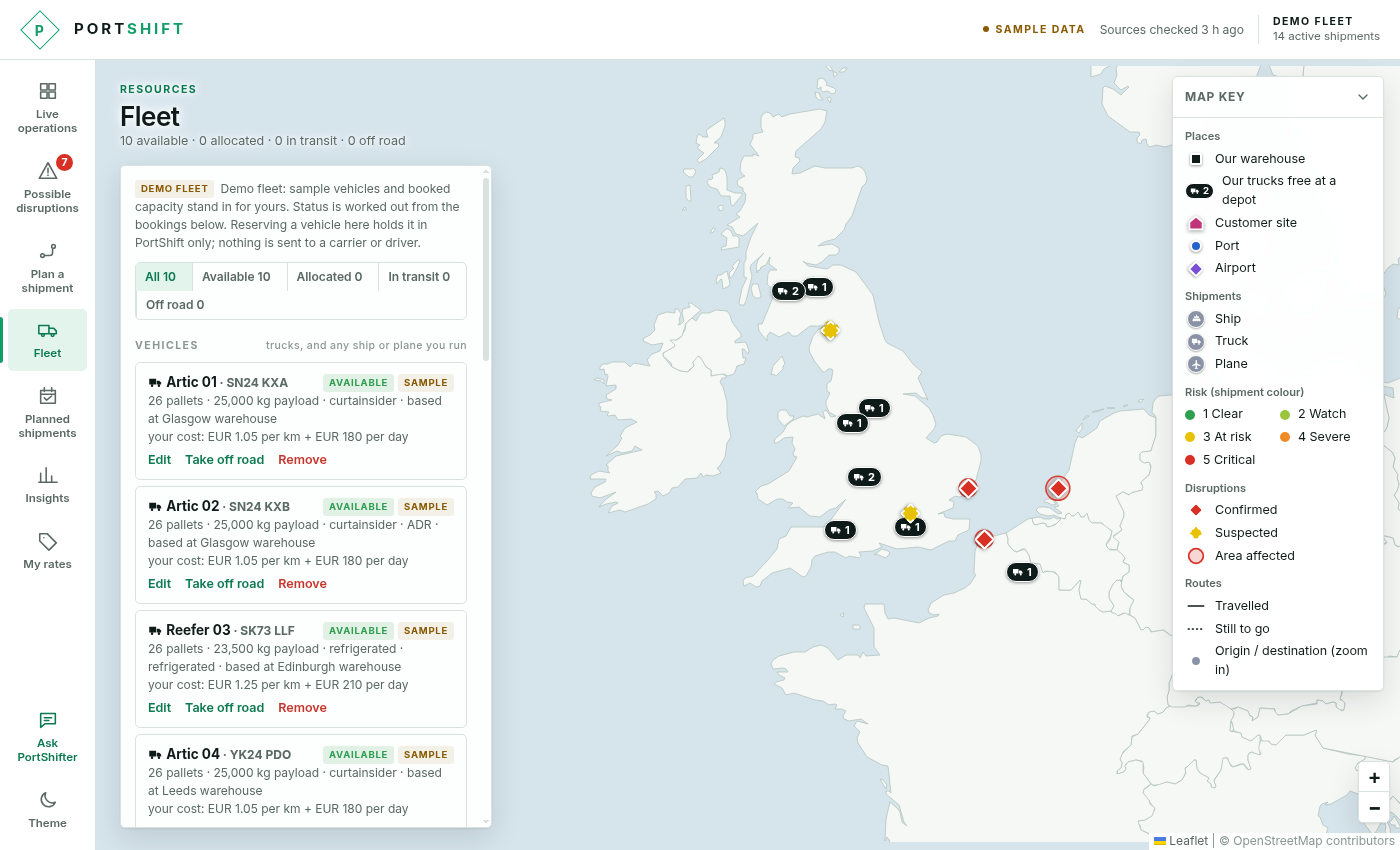 P
PORTSHIFT
SAMPLE DATA
Sources checked 3 h ago
DEMO FLEET
14 active shipments
Live
operations
7
Possible
disruptions
Plan a
shipment
Fleet
Planned
shipments
Insights
My rates
Ask
PortShifter
Theme
RESOURCES
Fleet
10 available · 0 allocated · 0 in transit · 0 off road
DEMO FLEET Demo fleet: sample vehicles and booked
capacity stand in for yours. Status is worked out from the
bookings below. Reserving a vehicle here holds it in
PortShift only; nothing is sent to a carrier or driver.
All 10 Available 10 Allocated 0 In transit 0
Off road 0
VEHICLES trucks, and any ship or plane you run
Artic 01 · SN24 KXA AVAILABLE SAMPLE
26 pallets · 25,000 kg payload · curtainsider · based
at Glasgow warehouse
your cost: EUR 1.05 per km + EUR 180 per day
Edit Take off road Remove
Artic 02 · SN24 KXB AVAILABLE SAMPLE
26 pallets · 25,000 kg payload · curtainsider · ADR ·
based at Glasgow warehouse
your cost: EUR 1.05 per km + EUR 180 per day
Edit Take off road Remove
Reefer 03 · SK73 LLF AVAILABLE SAMPLE
26 pallets · 23,500 kg payload · refrigerated ·
refrigerated · based at Edinburgh warehouse
your cost: EUR 1.25 per km + EUR 210 per day
Edit Take off road Remove
Artic 04 · YK24 PDO AVAILABLE SAMPLE
26 pallets · 25,000 kg payload · curtainsider · based
at Leeds warehouse
your cost: EUR 1.05 per km + EUR 180 per day
2
1
1
1
2
1
1
1
MAP KEY
Places
Our warehouse
2 Our trucks free at a
depot
Customer site
Port
Airport
Shipments
Ship
Truck
Plane
Risk (shipment colour)
1 Clear 2 Watch
3 At risk 4 Severe
5 Critical
Disruptions
Confirmed
Suspected
Area affected
Routes
Travelled
Still to go
Origin / destination (zoom
in)
+
−
Leaflet | © OpenStreetMap contributors